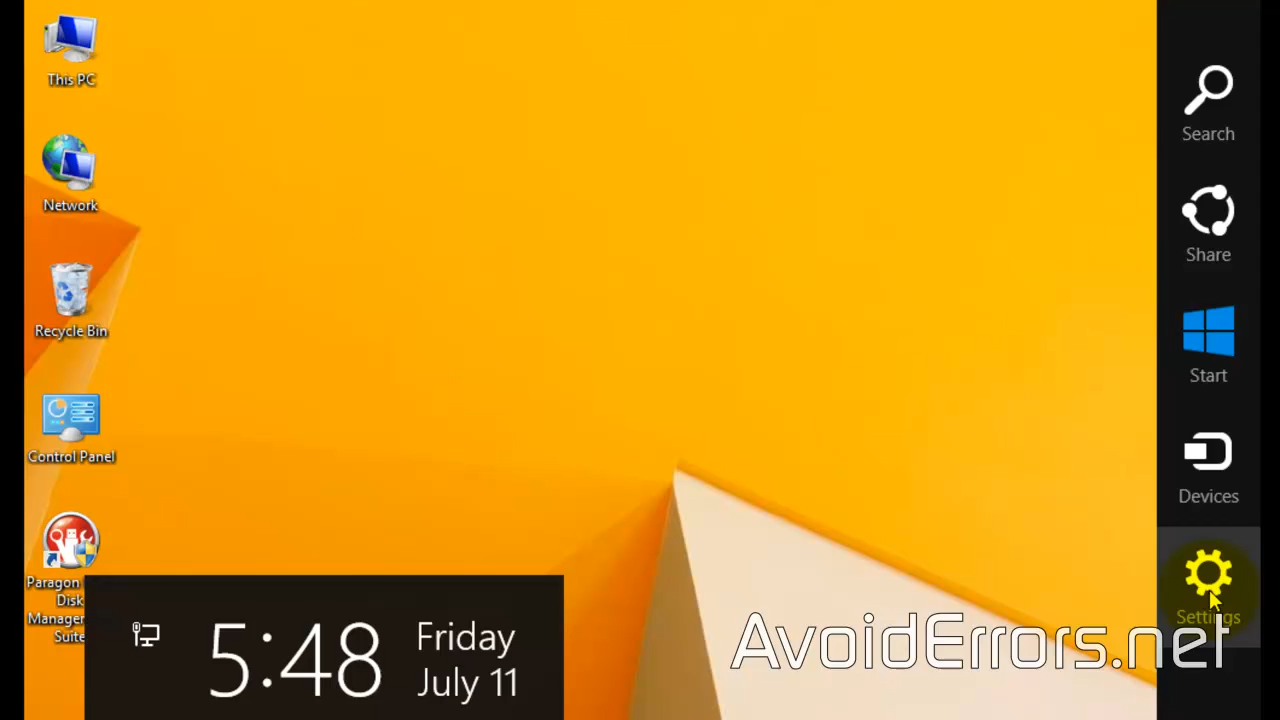 This PC
Network
Recycle Bin
Control Panel
Paragon
Disk
Manager
Suite
5:48
Friday
July 11
Search
Share
Start
Devices
Settings
AvoidErrors.net